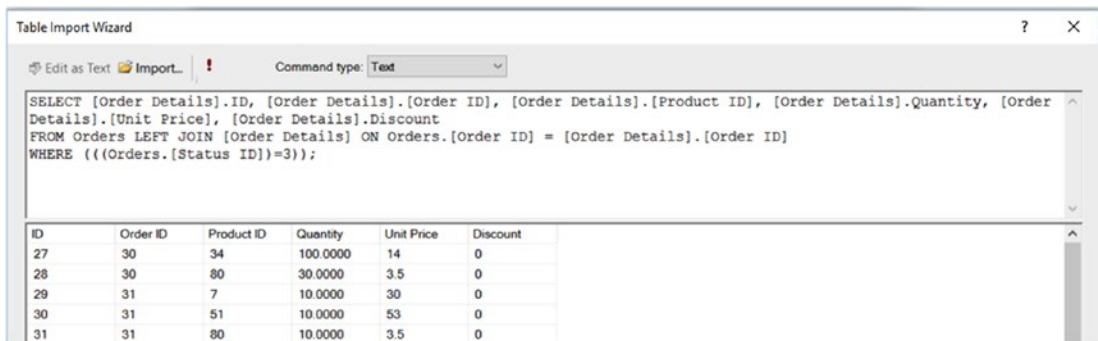 Table Import Wizard ? ×
Edit as Text Import... ! Command type: Text
SELECT [Order Details].ID, [Order Details].[Order ID], [Order Details].[Product ID], [Order Details].Quantity, [Order
Details].[Unit Price], [Order Details].Discount
FROM Orders LEFT JOIN [Order Details] ON Orders.[Order ID] = [Order Details].[Order ID]
WHERE (((Orders.[Status ID])=3));
ID Order ID Product ID Quantity Unit Price Discount
27 30 34 100.0000 14 0
28 30 80 30.0000 3.5 0
29 31 7 10.0000 30 0
30 31 51 10.0000 53 0
31 31 80 10.0000 3.5 0